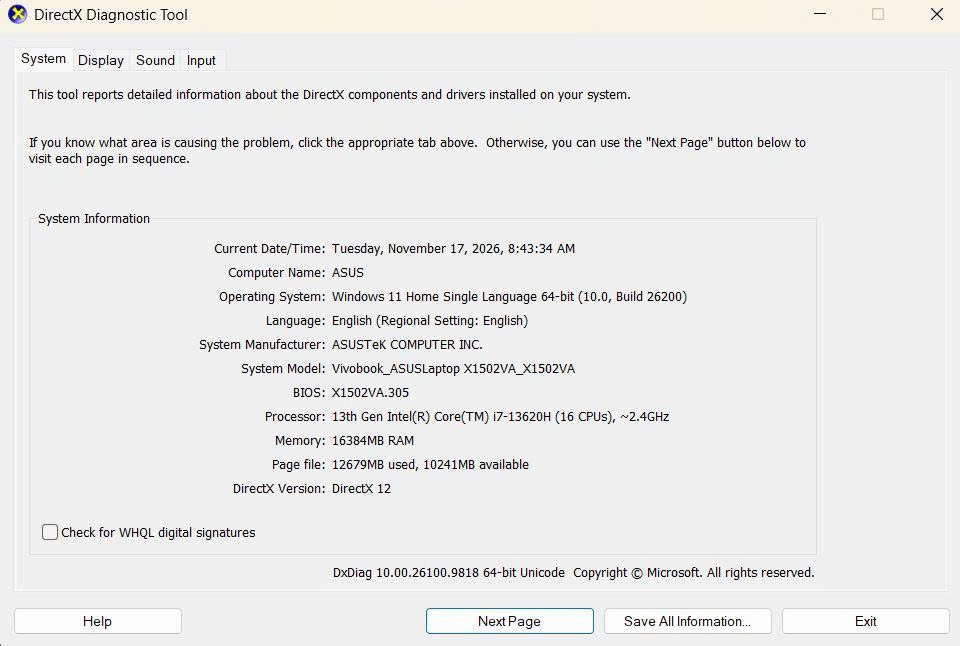 DirectX Diagnostic Tool
System Display Sound Input
This tool reports detailed information about the DirectX components and drivers installed on your system.
If you know what area is causing the problem, click the appropriate tab above.  Otherwise, you can use the "Next Page" button below to
visit each page in sequence.
System Information
Current Date/Time: Tuesday, November 17, 2026, 8:43:34 AM
Computer Name: ASUS
Operating System: Windows 11 Home Single Language 64-bit (10.0, Build 26200)
Language: English (Regional Setting: English)
System Manufacturer: ASUSTeK COMPUTER INC.
System Model: Vivobook_ASUSLaptop X1502VA_X1502VA
BIOS: X1502VA.305
Processor: 13th Gen Intel(R) Core(TM) i7-13620H (16 CPUs), ~2.4GHz
Memory: 16384MB RAM
Page file: 12679MB used, 10241MB available
DirectX Version: DirectX 12
Check for WHQL digital signatures
DxDiag 10.00.26100.9818 64-bit Unicode  Copyright © Microsoft. All rights reserved.
Help Next Page Save All Information... Exit